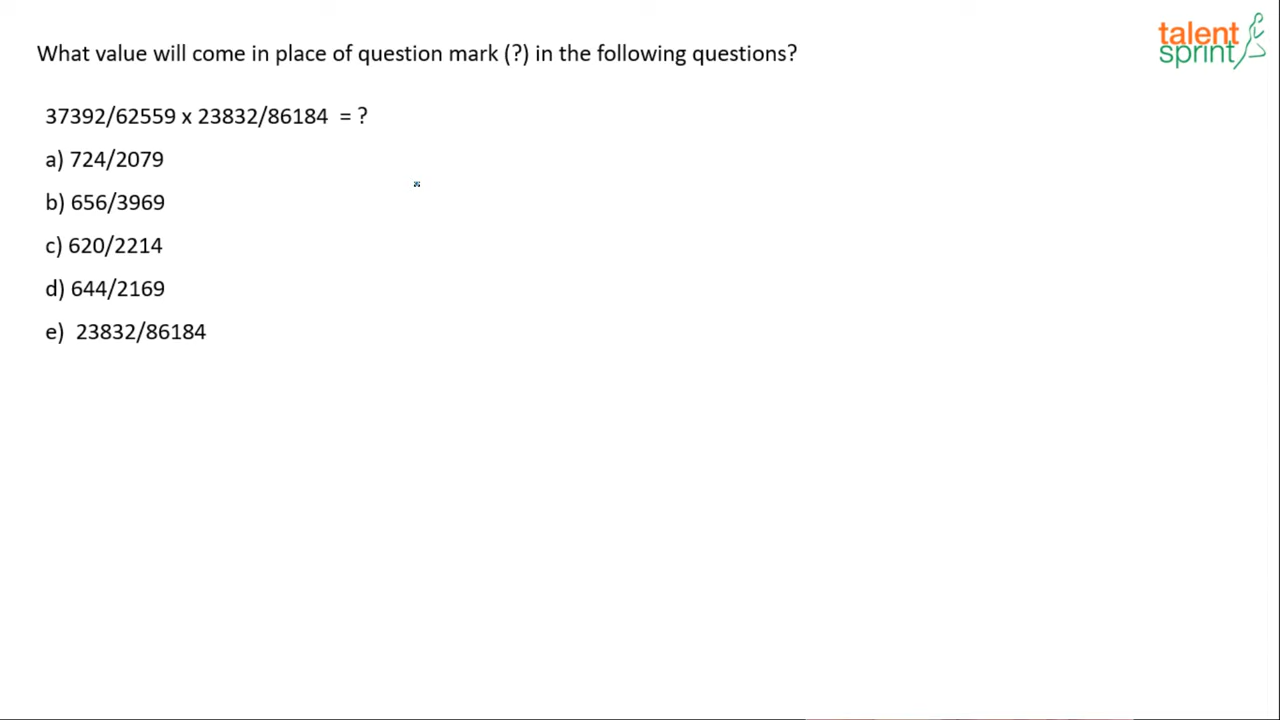 talent
sprint
What value will come in place of question mark (?) in the following questions?
37392/62559 x 23832/86184 = ?
a) 724/2079
b) 656/3969
c) 620/2214
d) 644/2169
e) 23832/86184